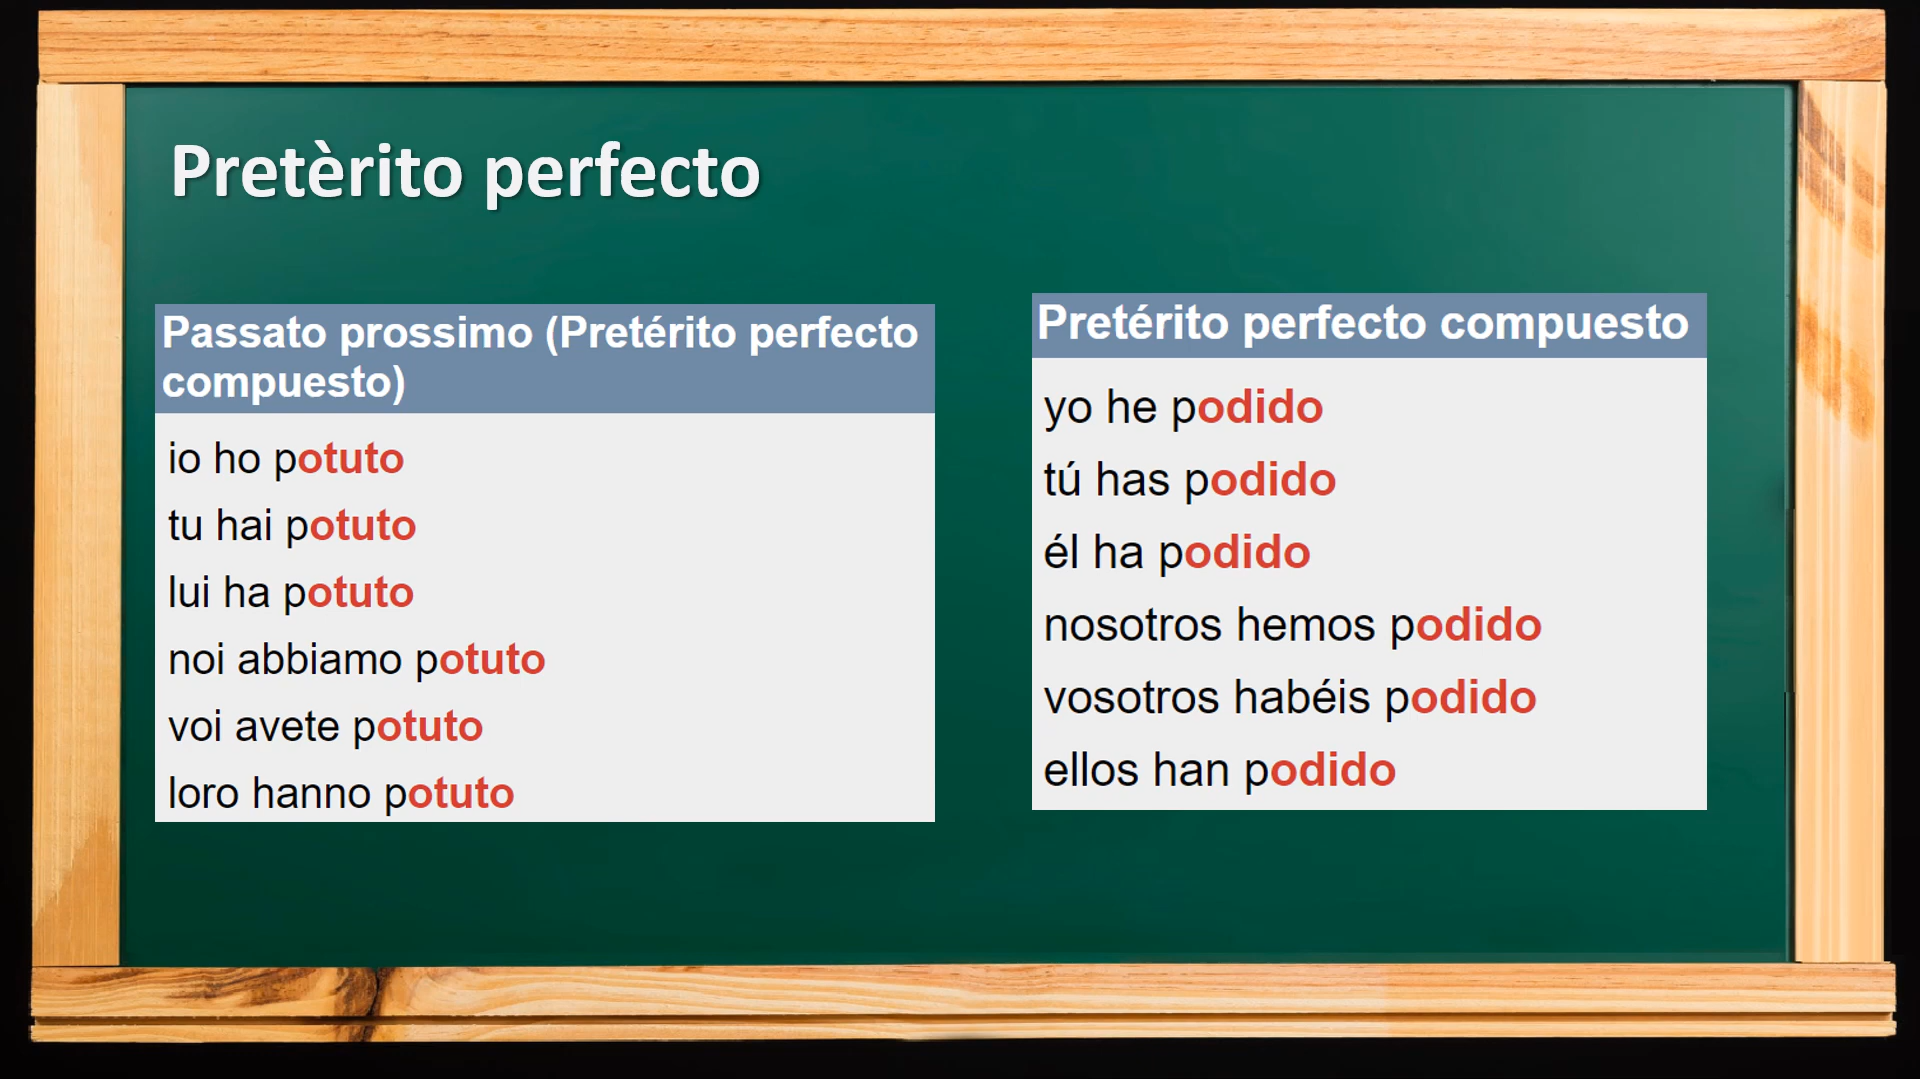 Pretèrito perfecto
Passato prossimo (Pretérito perfecto
compuesto)
io ho potuto
tu hai potuto
lui ha potuto
noi abbiamo potuto
voi avete potuto
loro hanno potuto
Pretérito perfecto compuesto
yo he podido
tú has podido
él ha podido
nosotros hemos podido
vosotros habéis podido
ellos han podido